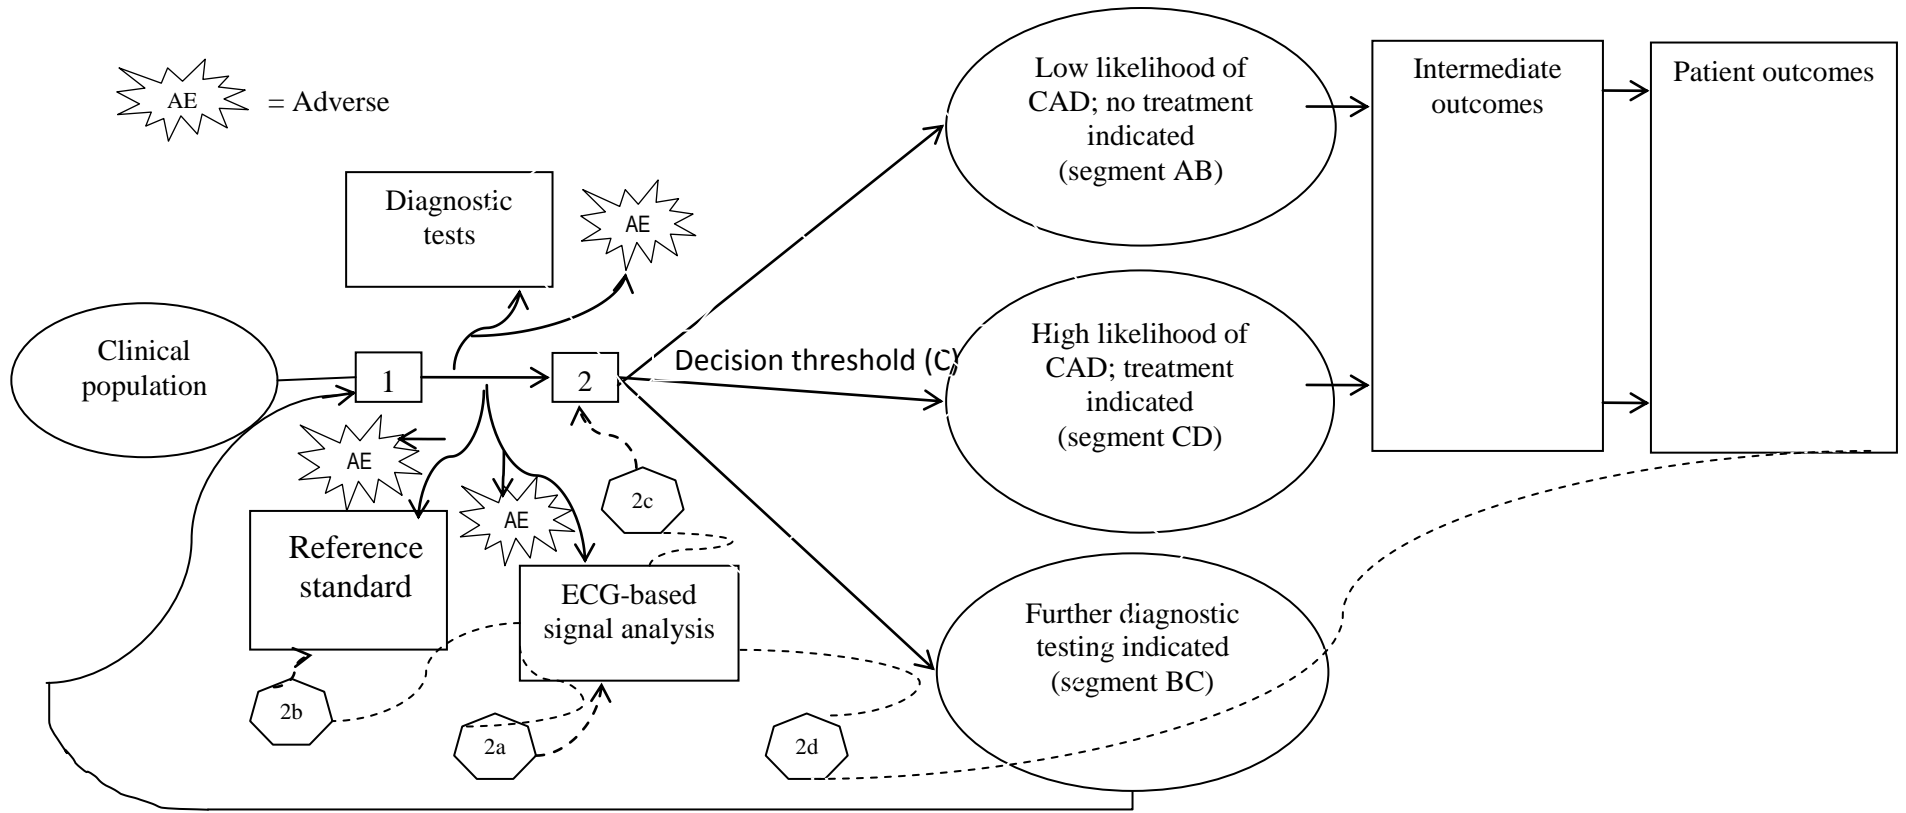 AE = Adverse
Low likelihood of
CAD; no treatment
indicated
(segment AB)
Intermediate
outcomes
Patient outcomes
Diagnostic
tests
AE
Clinical
population
1
2
Decision threshold (C)
High likelihood of
CAD; treatment
indicated
(segment CD)
AE
AE
2c
Reference
standard
ECG-based
signal analysis
Further diagnostic
testing indicated
(segment BC)
2b
2a
2d